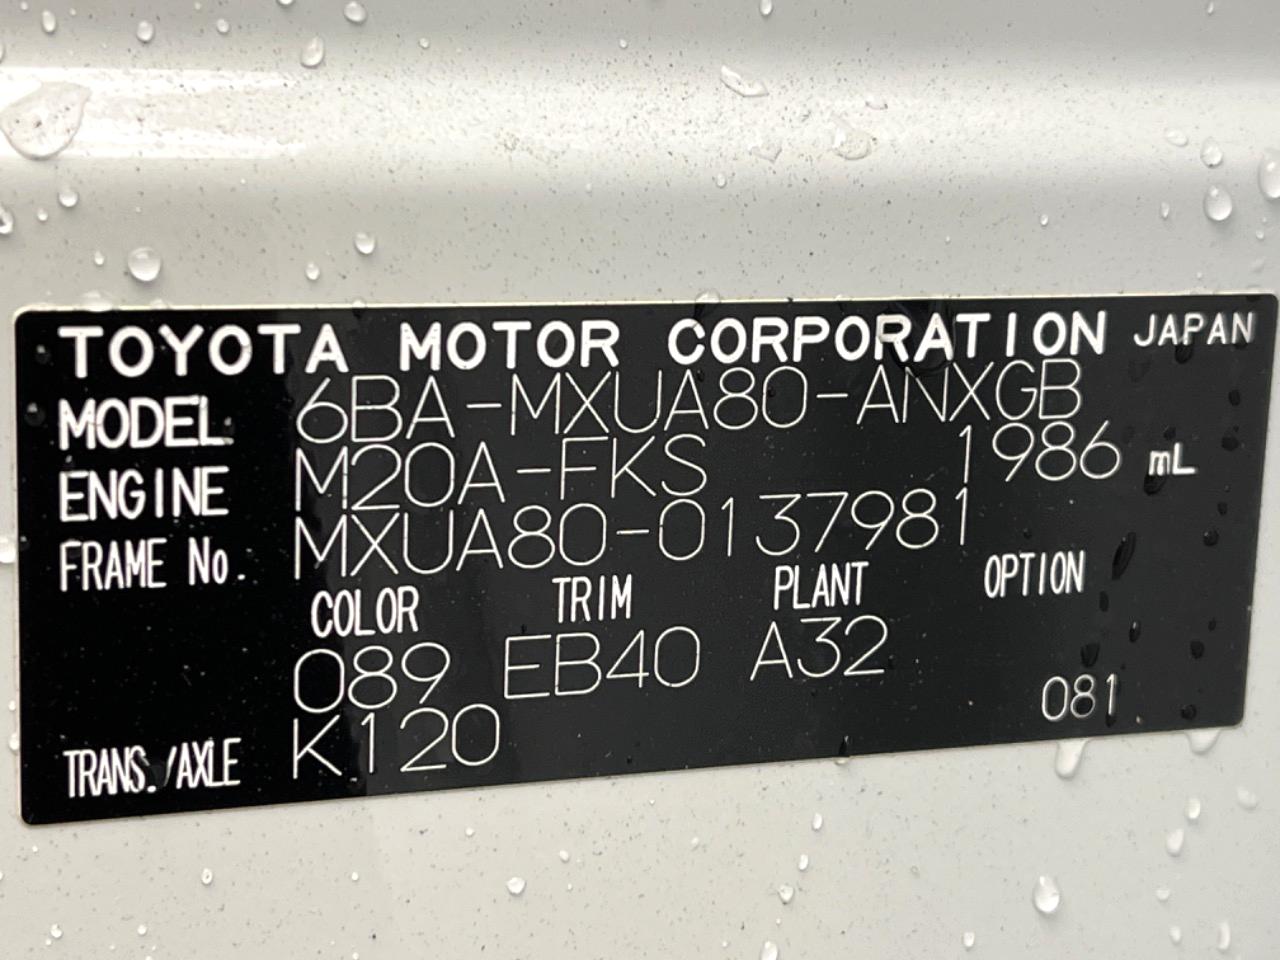 TOYOTA MOTOR CORPORATION JAPAN
MODEL 6BA-MXUA80-ANXGB
ENGINE M20A-FKS 1986 mL
FRAME No. MXUA80-0137981
COLOR TRIM PLANT OPTION
089 EB40 A32
081
TRANS./AXLE K120